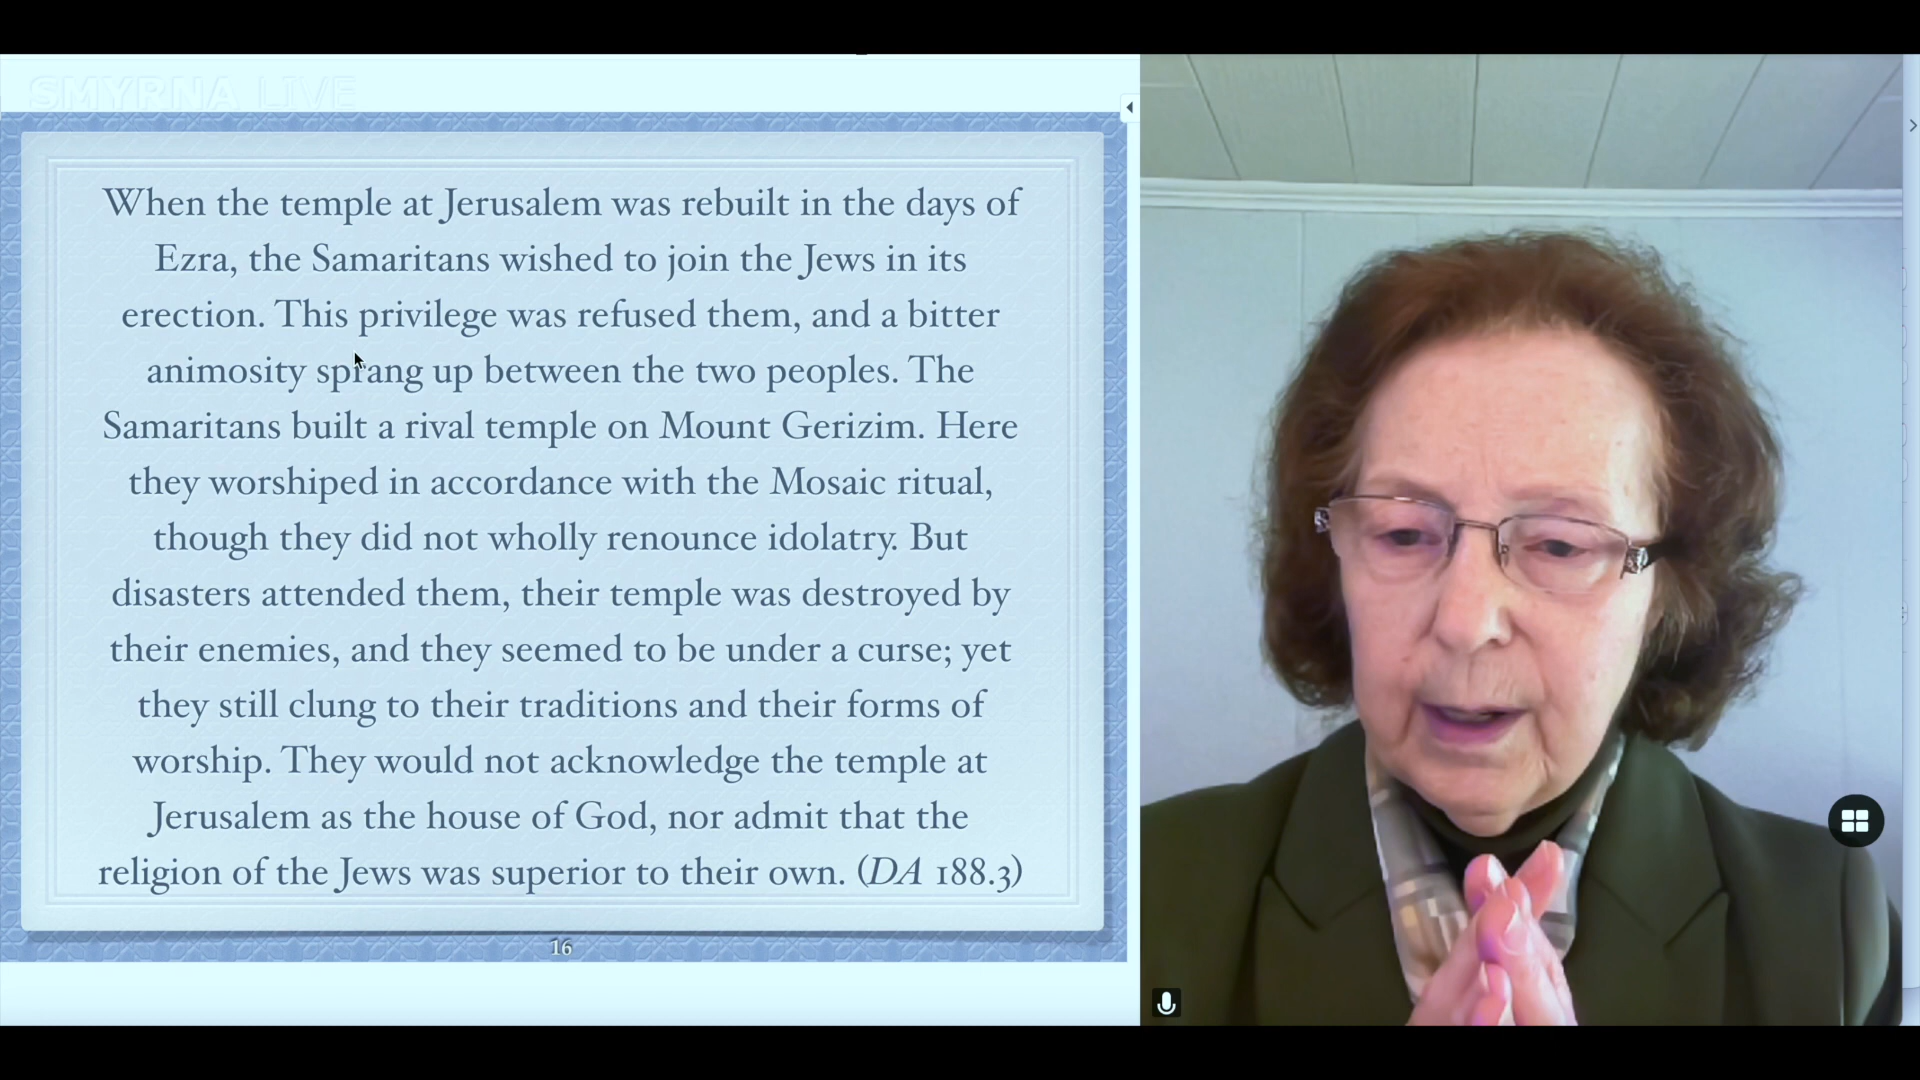 SMYRNA LIVE
When the temple at Jerusalem was rebuilt in the days of
Ezra, the Samaritans wished to join the Jews in its
erection. This privilege was refused them, and a bitter
animosity sprang up between the two peoples. The
Samaritans built a rival temple on Mount Gerizim. Here
they worshiped in accordance with the Mosaic ritual,
though they did not wholly renounce idolatry. But
disasters attended them, their temple was destroyed by
their enemies, and they seemed to be under a curse; yet
they still clung to their traditions and their forms of
worship. They would not acknowledge the temple at
Jerusalem as the house of God, nor admit that the
religion of the Jews was superior to their own. (DA 188.3)
16